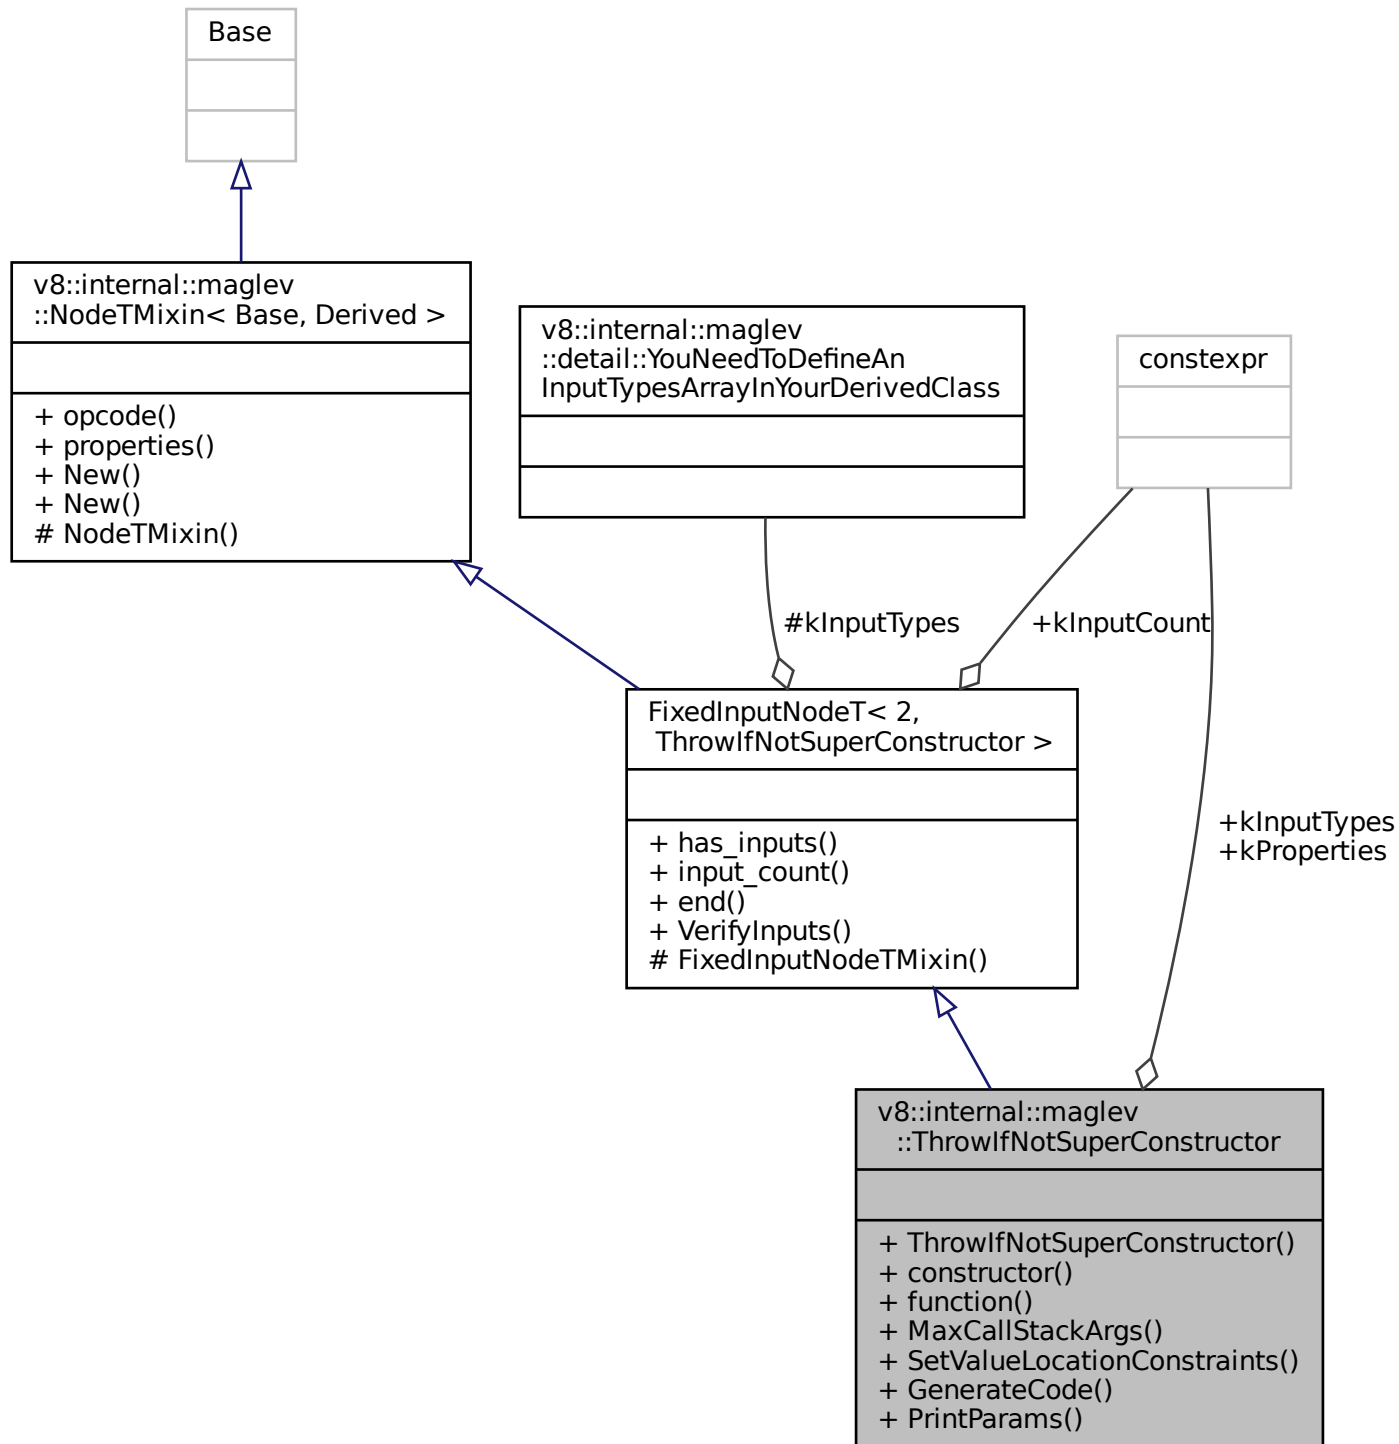 Base
v8::internal::maglev
::NodeTMixin< Base, Derived >
+ opcode()
+ properties()
+ New()
+ New()
# NodeTMixin()
v8::internal::maglev
::detail::YouNeedToDefineAn
InputTypesArrayInYourDerivedClass
constexpr
#kInputTypes
+kInputCount
FixedInputNodeT< 2,
ThrowIfNotSuperConstructor >
+ has_inputs()
+ input_count()
+ end()
+ VerifyInputs()
# FixedInputNodeTMixin()
+kInputTypes
+kProperties
v8::internal::maglev
::ThrowIfNotSuperConstructor
+ ThrowIfNotSuperConstructor()
+ constructor()
+ function()
+ MaxCallStackArgs()
+ SetValueLocationConstraints()
+ GenerateCode()
+ PrintParams()